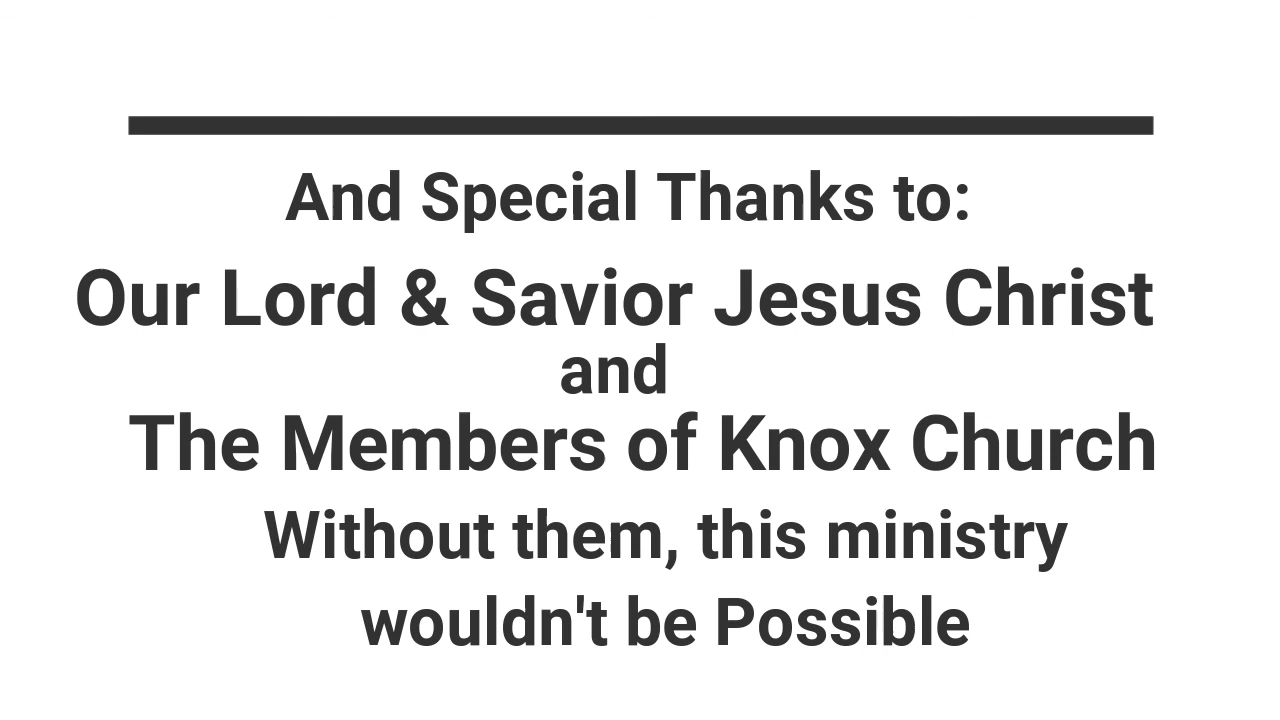 And Special Thanks to:
Our Lord & Savior Jesus Christ
and
The Members of Knox Church
Without them, this ministry
wouldn't be Possible